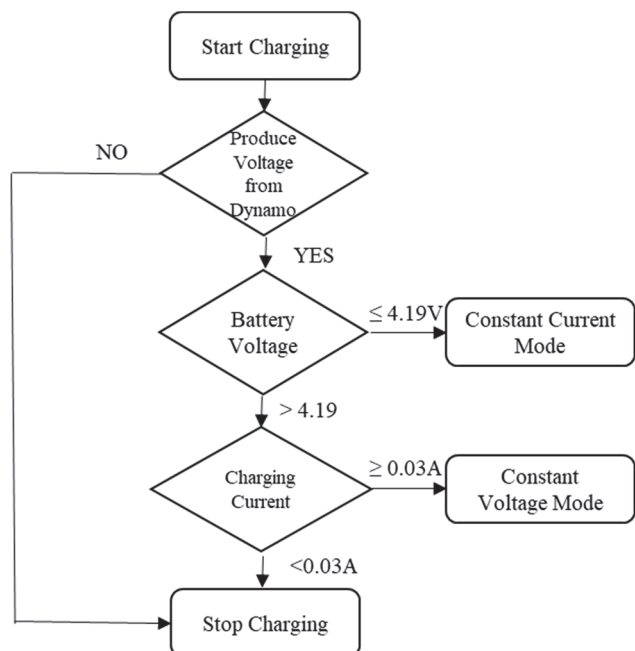 Start Charging
Produce
Voltage
from
Dynamo
NO
YES
Battery
Voltage
≤ 4.19V
Constant Current
Mode
> 4.19
Charging
Current
≥ 0.03A
Constant
Voltage Mode
<0.03A
Stop Charging